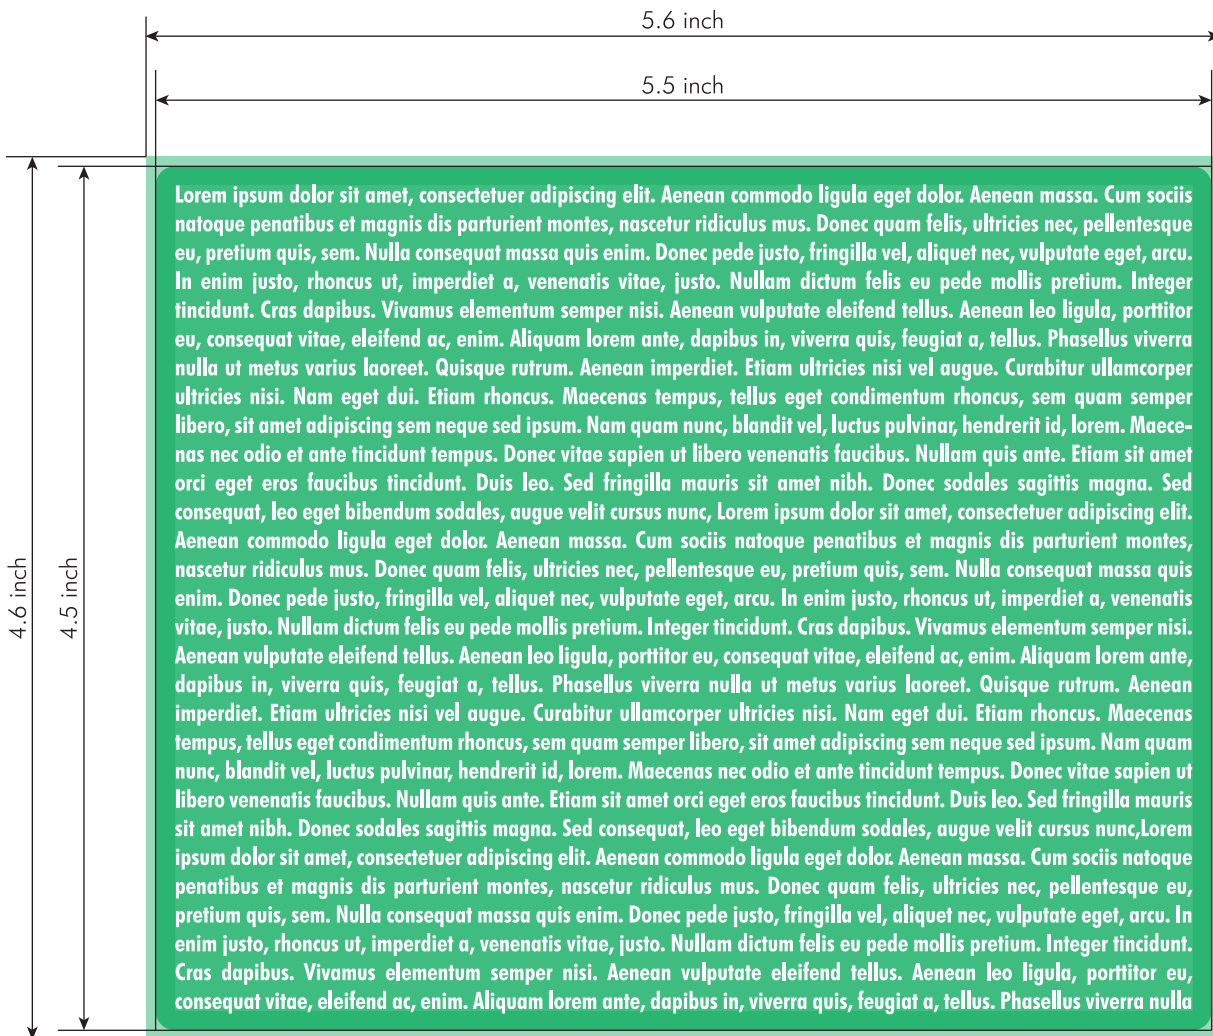 5.6 inch
5.5 inch
4.6 inch
4.5 inch
Lorem ipsum dolor sit amet, consectetuer adipiscing elit. Aenean commodo ligula eget dolor. Aenean massa. Cum sociis
natoque penatibus et magnis dis parturient montes, nascetur ridiculus mus. Donec quam felis, ultricies nec, pellentesque
eu, pretium quis, sem. Nulla consequat massa quis enim. Donec pede justo, fringilla vel, aliquet nec, vulputate eget, arcu.
In enim justo, rhoncus ut, imperdiet a, venenatis vitae, justo. Nullam dictum felis eu pede mollis pretium. Integer
tincidunt. Cras dapibus. Vivamus elementum semper nisi. Aenean vulputate eleifend tellus. Aenean leo ligula, porttitor
eu, consequat vitae, eleifend ac, enim. Aliquam lorem ante, dapibus in, viverra quis, feugiat a, tellus. Phasellus viverra
nulla ut metus varius laoreet. Quisque rutrum. Aenean imperdiet. Etiam ultricies nisi vel augue. Curabitur ullamcorper
ultricies nisi. Nam eget dui. Etiam rhoncus. Maecenas tempus, tellus eget condimentum rhoncus, sem quam semper
libero, sit amet adipiscing sem neque sed ipsum. Nam quam nunc, blandit vel, luctus pulvinar, hendrerit id, lorem. Maece-
nas nec odio et ante tincidunt tempus. Donec vitae sapien ut libero venenatis faucibus. Nullam quis ante. Etiam sit amet
orci eget eros faucibus tincidunt. Duis leo. Sed fringilla mauris sit amet nibh. Donec sodales sagittis magna. Sed
consequat, leo eget bibendum sodales, augue velit cursus nunc, Lorem ipsum dolor sit amet, consectetuer adipiscing elit.
Aenean commodo ligula eget dolor. Aenean massa. Cum sociis natoque penatibus et magnis dis parturient montes,
nascetur ridiculus mus. Donec quam felis, ultricies nec, pellentesque eu, pretium quis, sem. Nulla consequat massa quis
enim. Donec pede justo, fringilla vel, aliquet nec, vulputate eget, arcu. In enim justo, rhoncus ut, imperdiet a, venenatis
vitae, justo. Nullam dictum felis eu pede mollis pretium. Integer tincidunt. Cras dapibus. Vivamus elementum semper nisi.
Aenean vulputate eleifend tellus. Aenean leo ligula, porttitor eu, consequat vitae, eleifend ac, enim. Aliquam lorem ante,
dapibus in, viverra quis, feugiat a, tellus. Phasellus viverra nulla ut metus varius laoreet. Quisque rutrum. Aenean
imperdiet. Etiam ultricies nisi vel augue. Curabitur ullamcorper ultricies nisi. Nam eget dui. Etiam rhoncus. Maecenas
tempus, tellus eget condimentum rhoncus, sem quam semper libero, sit amet adipiscing sem neque sed ipsum. Nam quam
nunc, blandit vel, luctus pulvinar, hendrerit id, lorem. Maecenas nec odio et ante tincidunt tempus. Donec vitae sapien ut
libero venenatis faucibus. Nullam quis ante. Etiam sit amet orci eget eros faucibus tincidunt. Duis leo. Sed fringilla mauris
sit amet nibh. Donec sodales sagittis magna. Sed consequat, leo eget bibendum sodales, augue velit cursus nunc,Lorem
ipsum dolor sit amet, consectetuer adipiscing elit. Aenean commodo ligula eget dolor. Aenean massa. Cum sociis natoque
penatibus et magnis dis parturient montes, nascetur ridiculus mus. Donec quam felis, ultricies nec, pellentesque eu,
pretium quis, sem. Nulla consequat massa quis enim. Donec pede justo, fringilla vel, aliquet nec, vulputate eget, arcu. In
enim justo, rhoncus ut, imperdiet a, venenatis vitae, justo. Nullam dictum felis eu pede mollis pretium. Integer tincidunt.
Cras dapibus. Vivamus elementum semper nisi. Aenean vulputate eleifend tellus. Aenean leo ligula, porttitor eu,
consequat vitae, eleifend ac, enim. Aliquam lorem ante, dapibus in, viverra quis, feugiat a, tellus. Phasellus viverra nulla